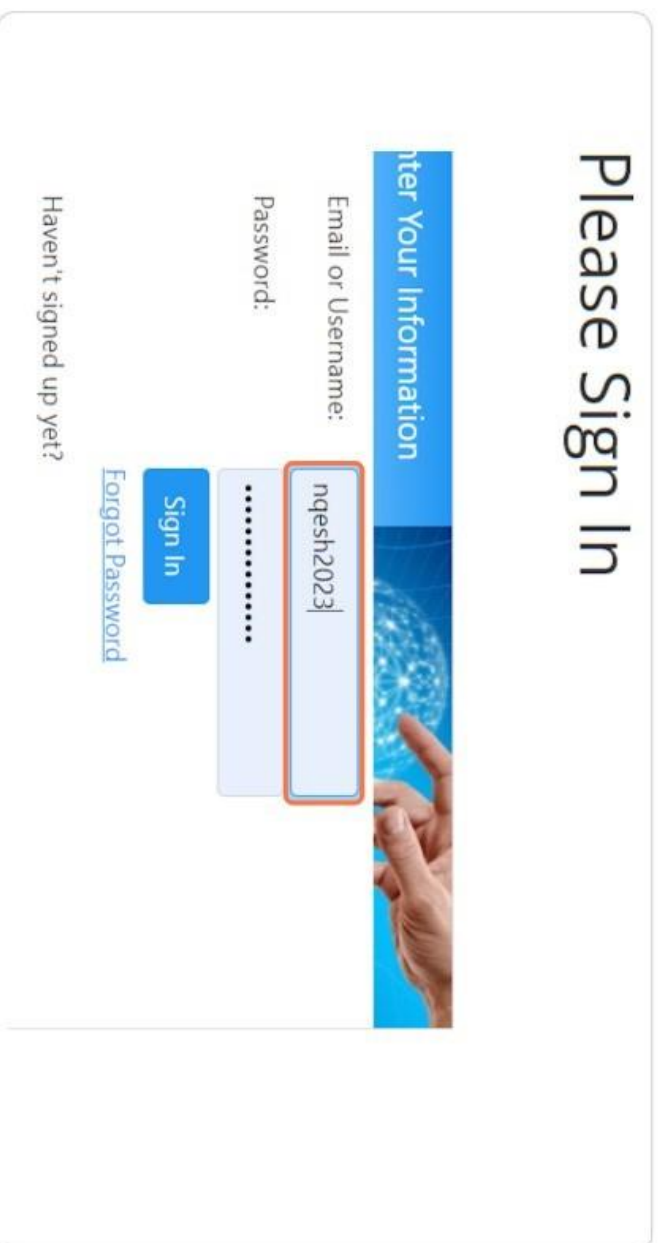 Please Sign In
nter Your Information
Email or Username: nqesh2023
Password: ••••••••••••••
Sign In
Forgot Password
Haven't signed up yet?